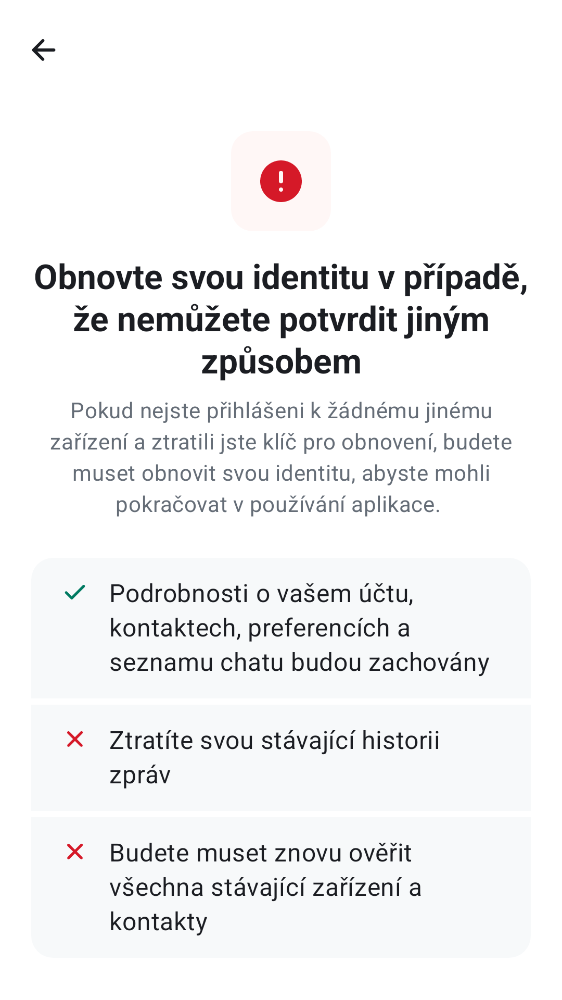 Obnovte svou identitu v případě,
že nemůžete potvrdit jiným
způsobem
Pokud nejste přihlášeni k žádnému jinému
zařízení a ztratili jste klíč pro obnovení, budete
muset obnovit svou identitu, abyste mohli
pokračovat v používání aplikace.
Podrobnosti o vašem účtu,
kontaktech, preferencích a
seznamu chatu budou zachovány
Ztratíte svou stávající historii
zpráv
Budete muset znovu ověřit
všechna stávající zařízení a
kontakty